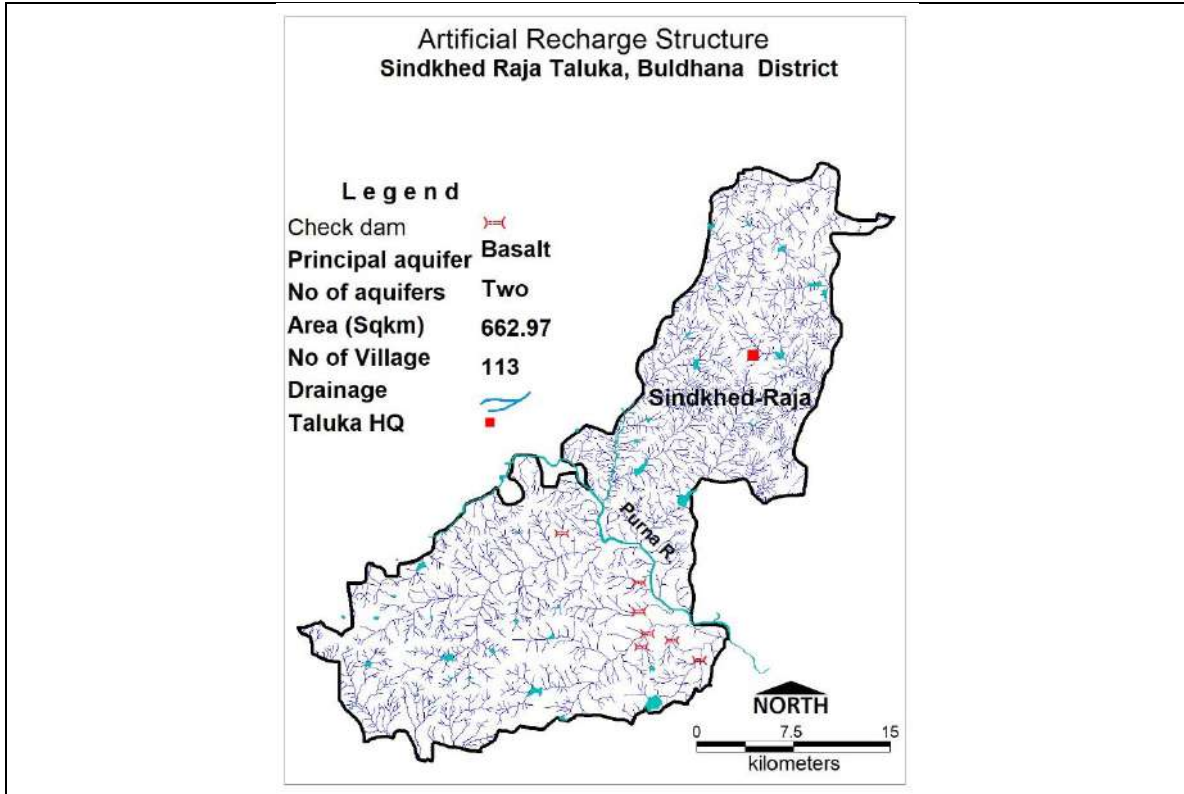 Artificial Recharge Structure
Sindkhed Raja Taluka, Buldhana District
Legend
Check dam
Principal aquifer Basalt
No of aquifers Two
Area (Sqkm) 662.97
No of Village 113
Drainage
Taluka HQ
Sindkhed-Raja
Purna R.
NORTH
0 7.5 15
kilometers